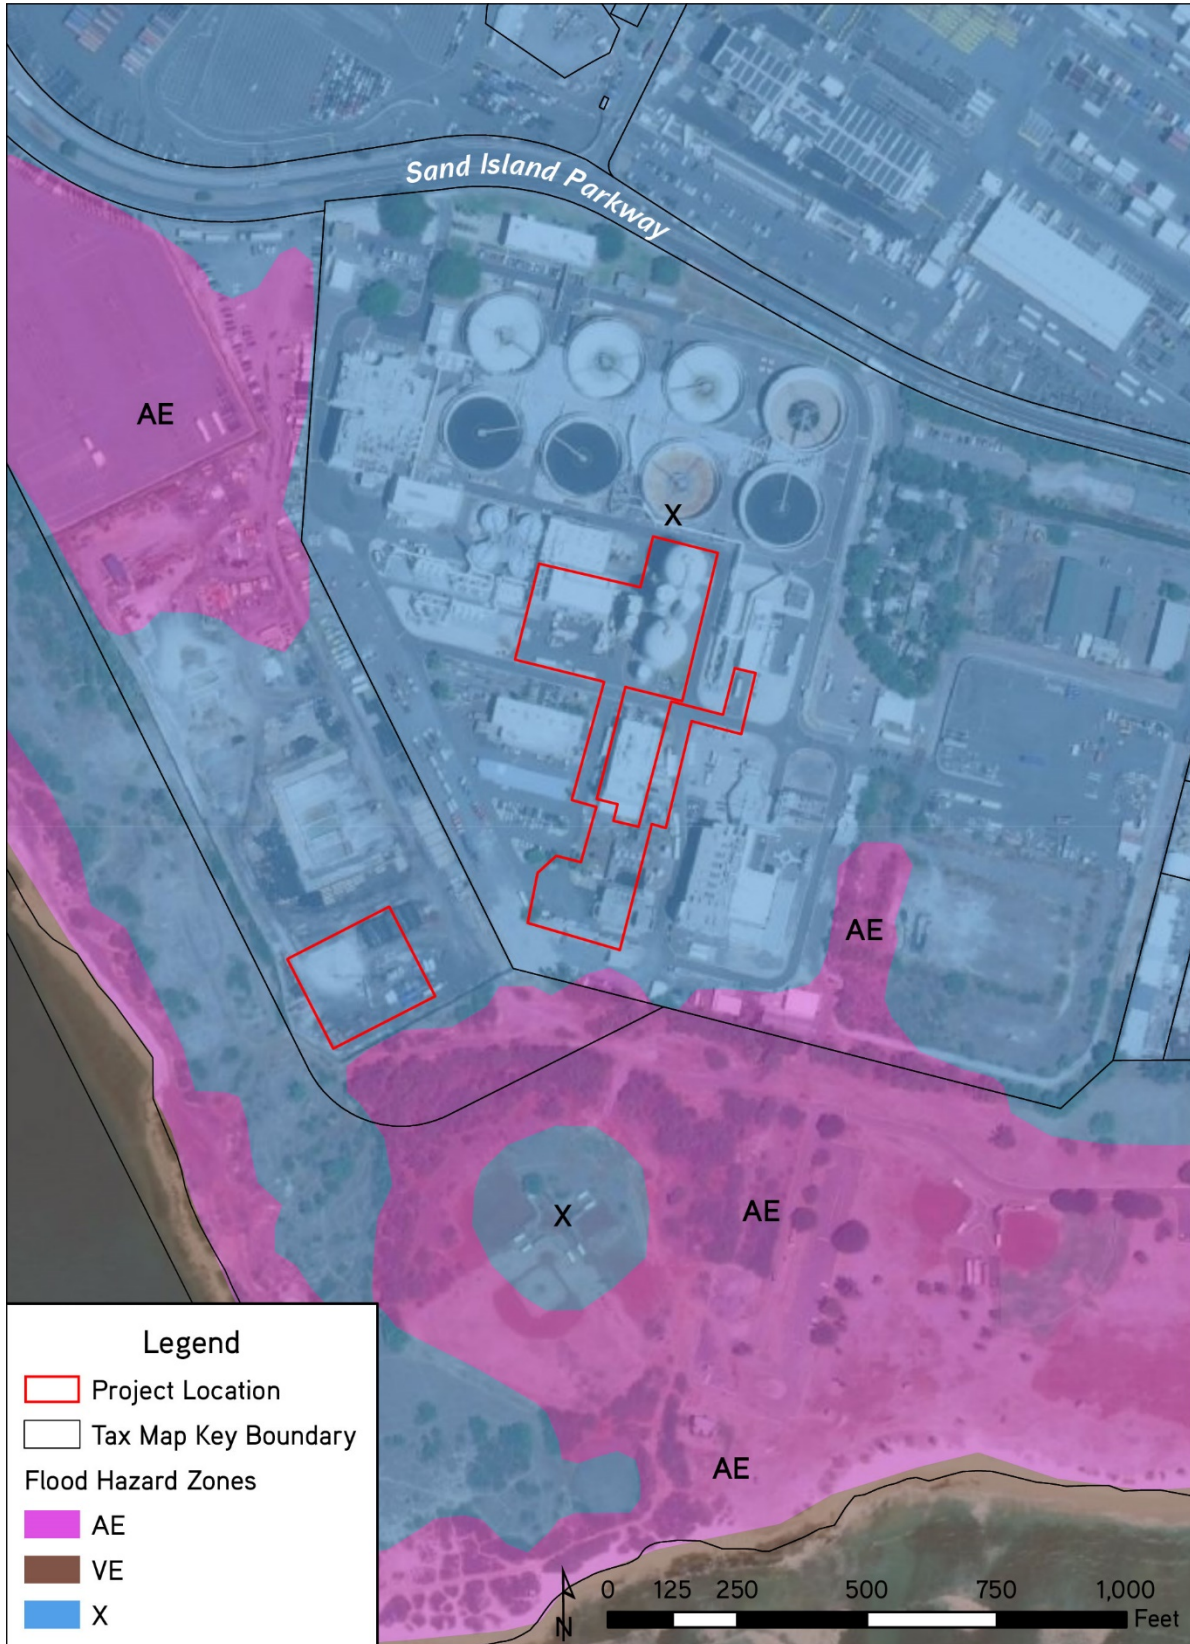 Sand Island Parkway
AE
X
AE
X
AE
AE
Legend
Project Location
Tax Map Key Boundary
Flood Hazard Zones
AE
VE
X
N
0 125 250 500 750 1,000
Feet